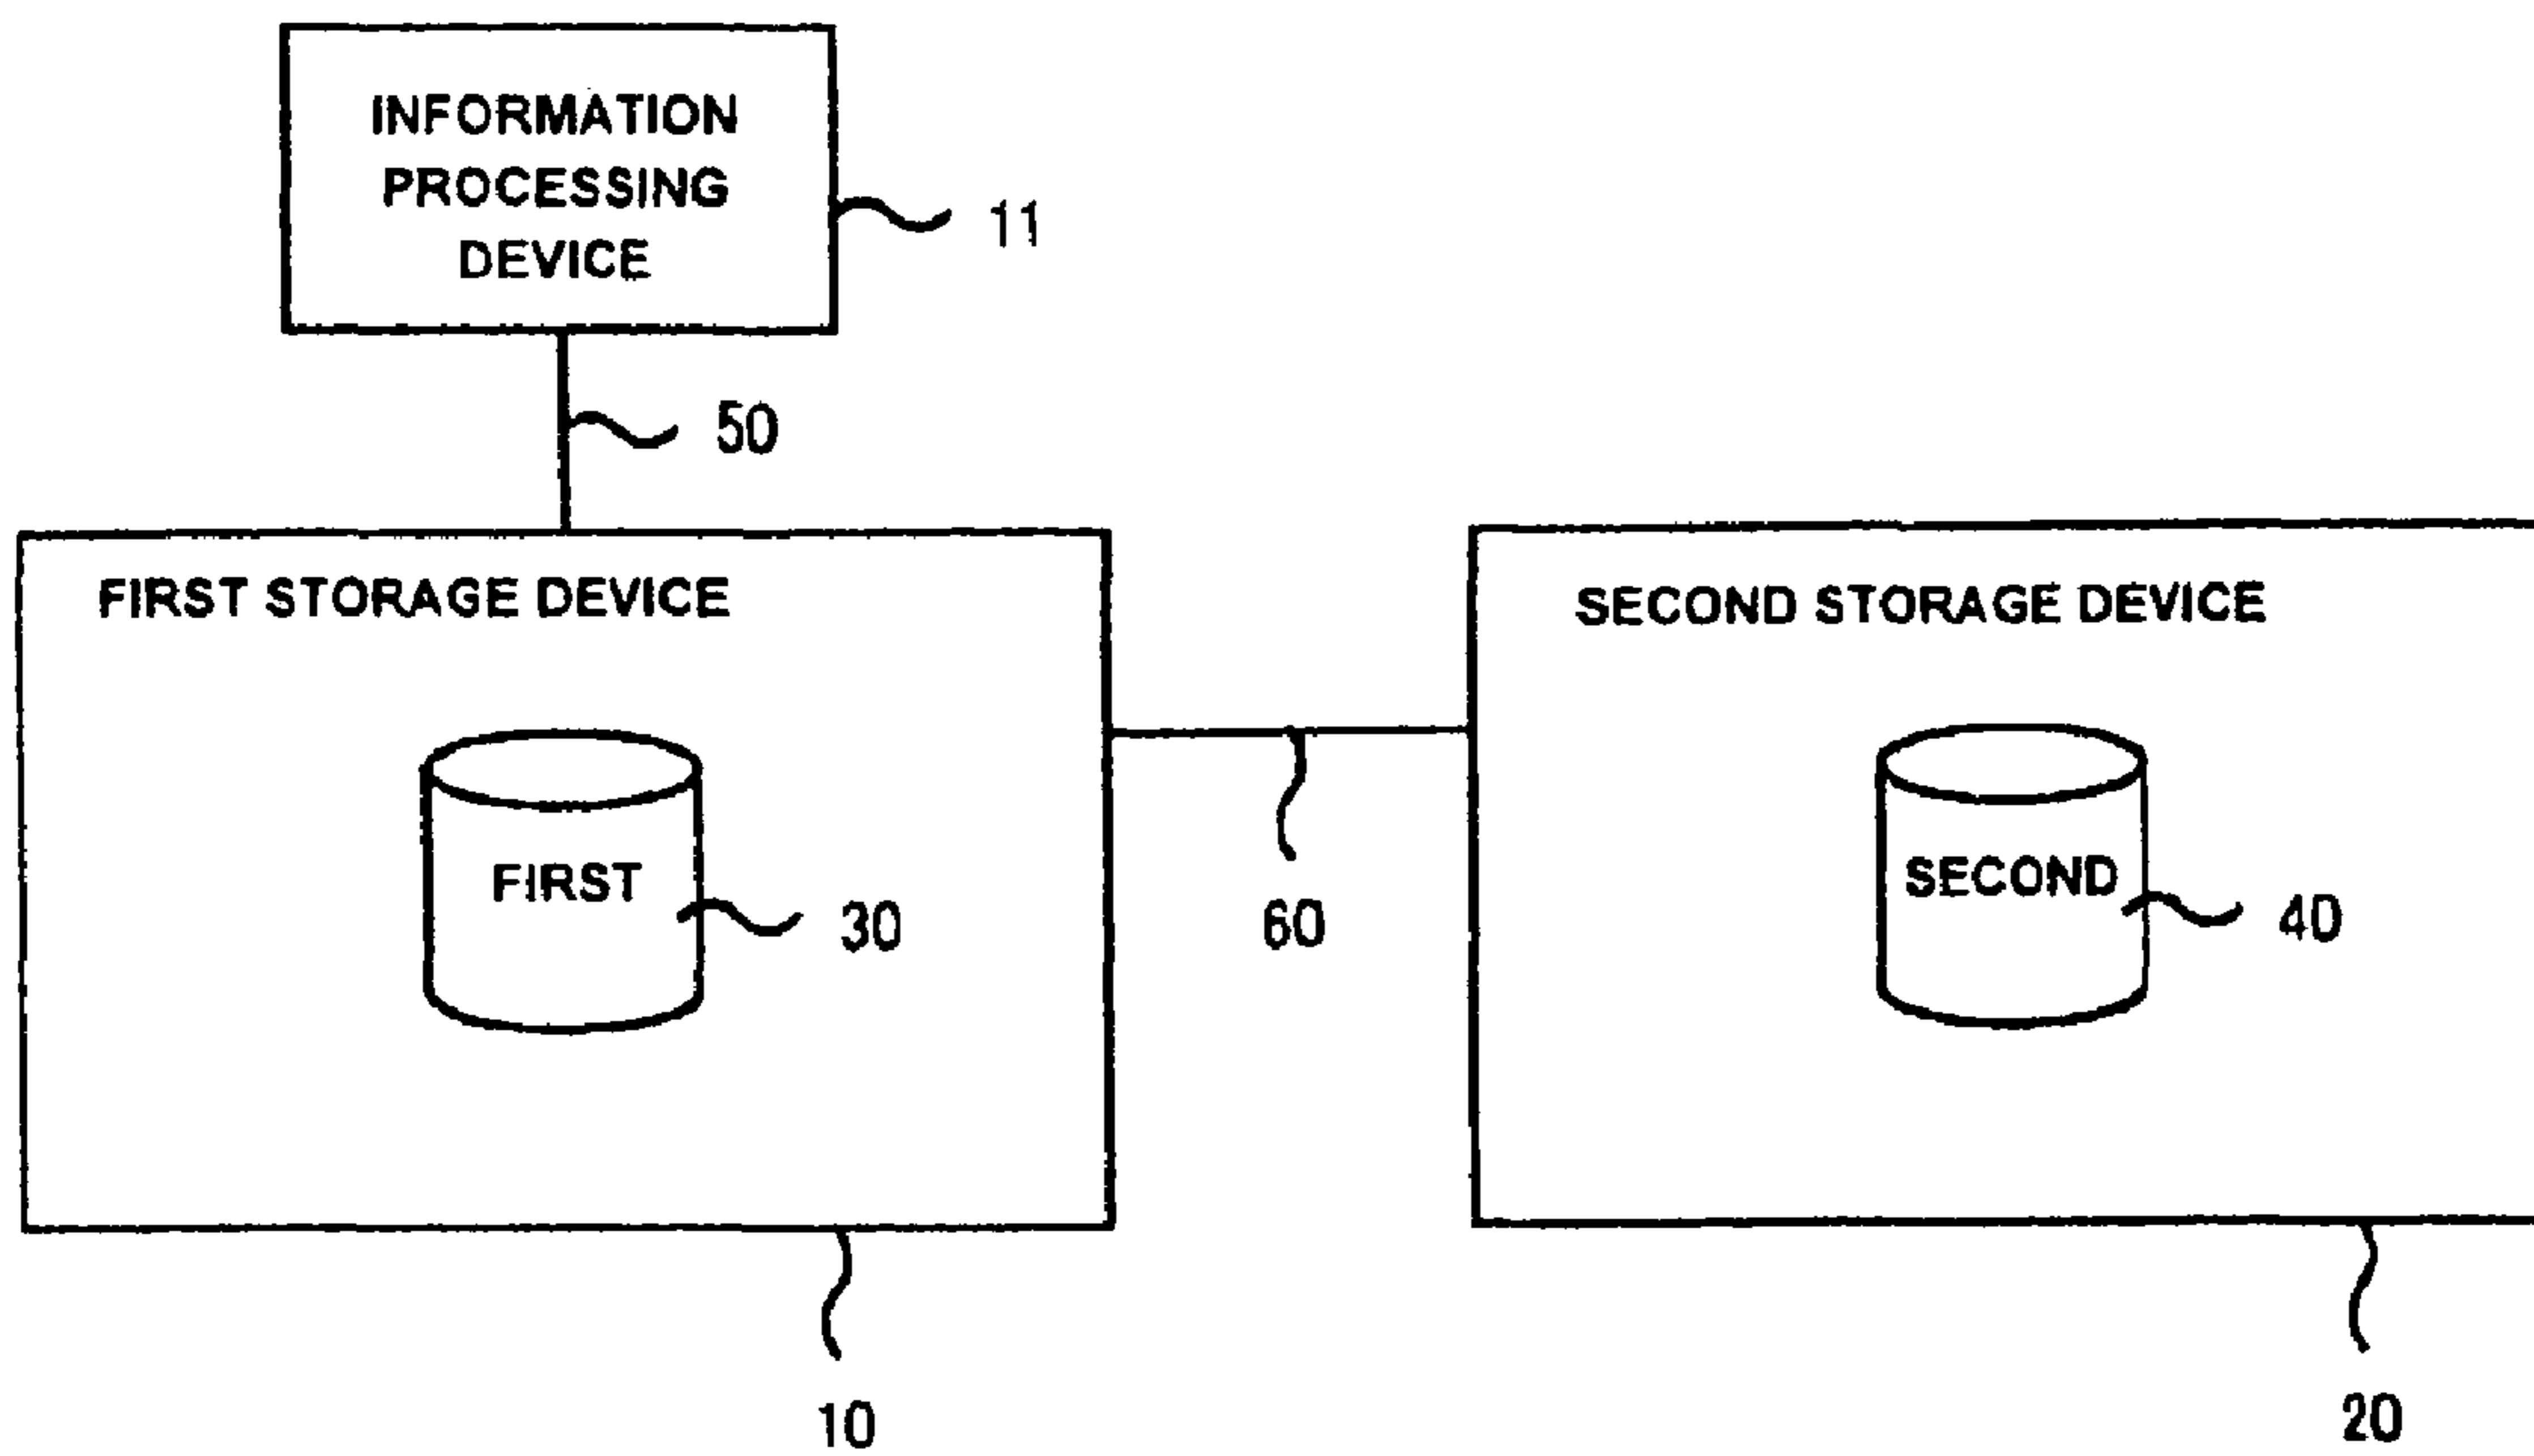 INFORMATION
PROCESSING
DEVICE
11
50
FIRST STORAGE DEVICE
SECOND STORAGE DEVICE
FIRST
30
60
SECOND
40
10
20